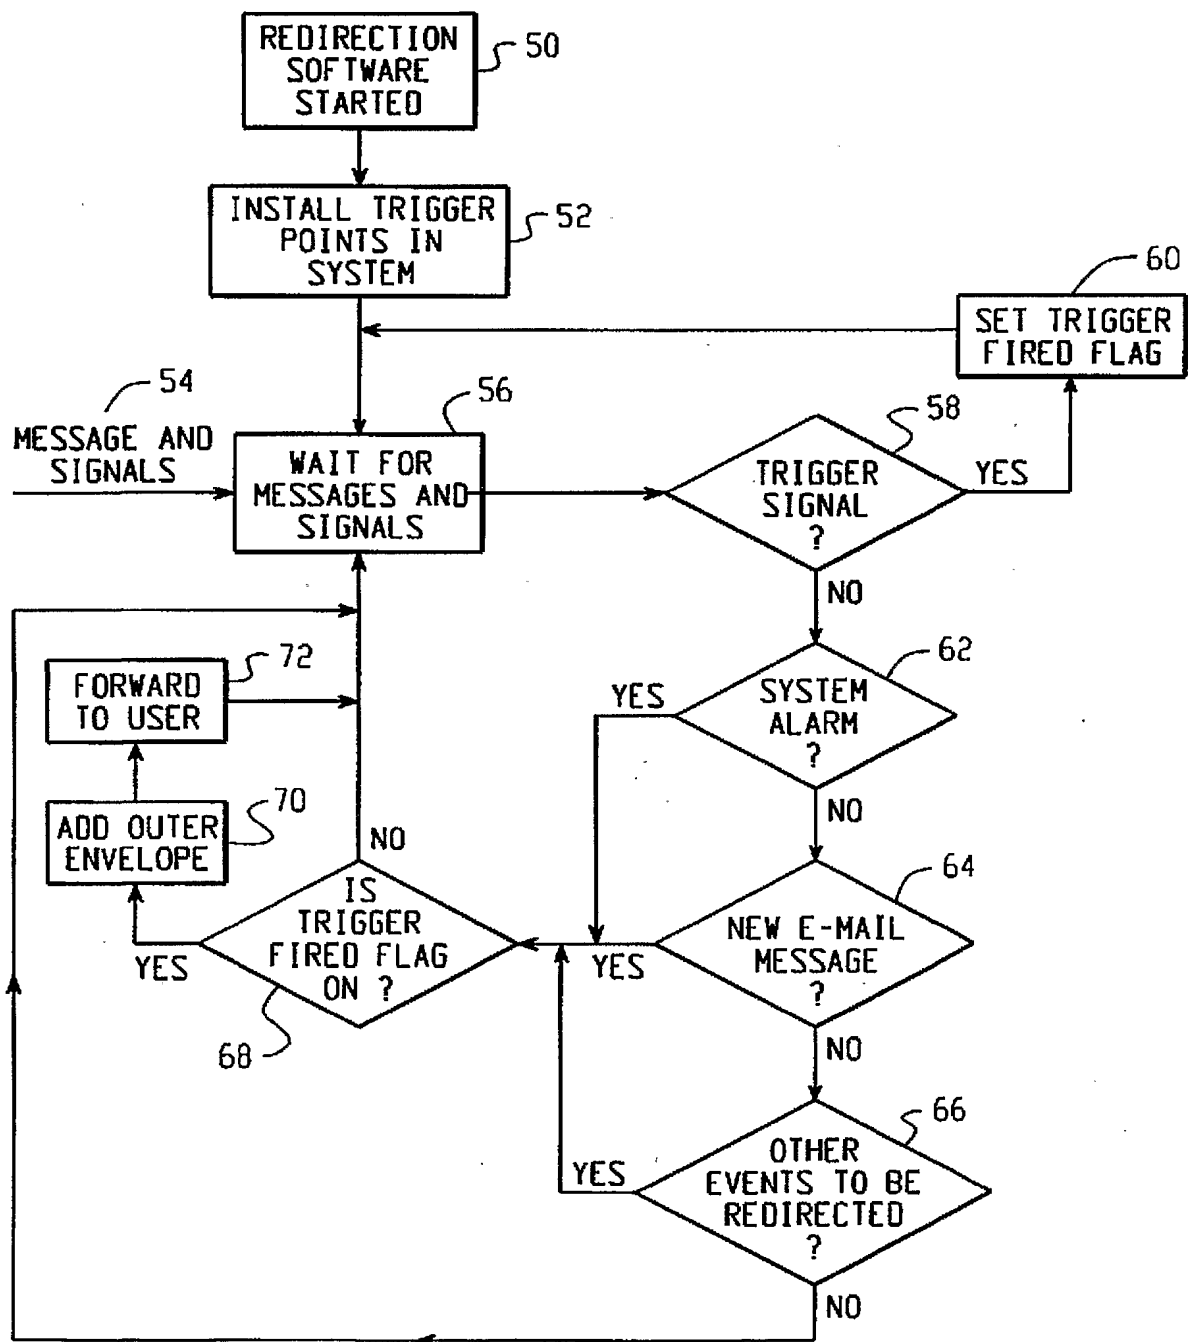 REDIRECTION
SOFTWARE
STARTED
50
INSTALL TRIGGER
POINTS IN
SYSTEM
52
60
SET TRIGGER
FIRED FLAG
54
MESSAGE AND
SIGNALS
56
WAIT FOR
MESSAGES AND
SIGNALS
58
TRIGGER
SIGNAL
?
YES
NO
62
SYSTEM
ALARM
?
YES
NO
72
FORWARD
TO USER
70
ADD OUTER
ENVELOPE
NO
IS
TRIGGER
FIRED FLAG
ON ?
YES
68
64
NEW E-MAIL
MESSAGE
?
YES
NO
66
OTHER
EVENTS TO BE
REDIRECTED
?
YES
NO